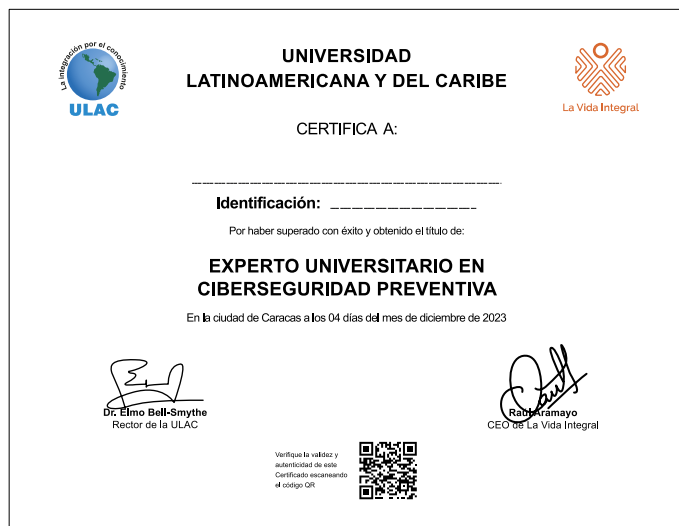 La integración por el conocimiento
ULAC
UNIVERSIDAD
LATINOAMERICANA Y DEL CARIBE
La Vida Integral
CERTIFICA A:
Identificación:
Por haber superado con éxito y obtenido el título de:
EXPERTO UNIVERSITARIO EN
CIBERSEGURIDAD PREVENTIVA
En la ciudad de Caracas a los 04 días del mes de diciembre de 2023
Dr. Elmo Bell-Smythe
Rector de la ULAC
Raúl Aramayo
CEO de La Vida Integral
Verifique la validez y
autenticidad de este
Certificado escaneando
el código QR